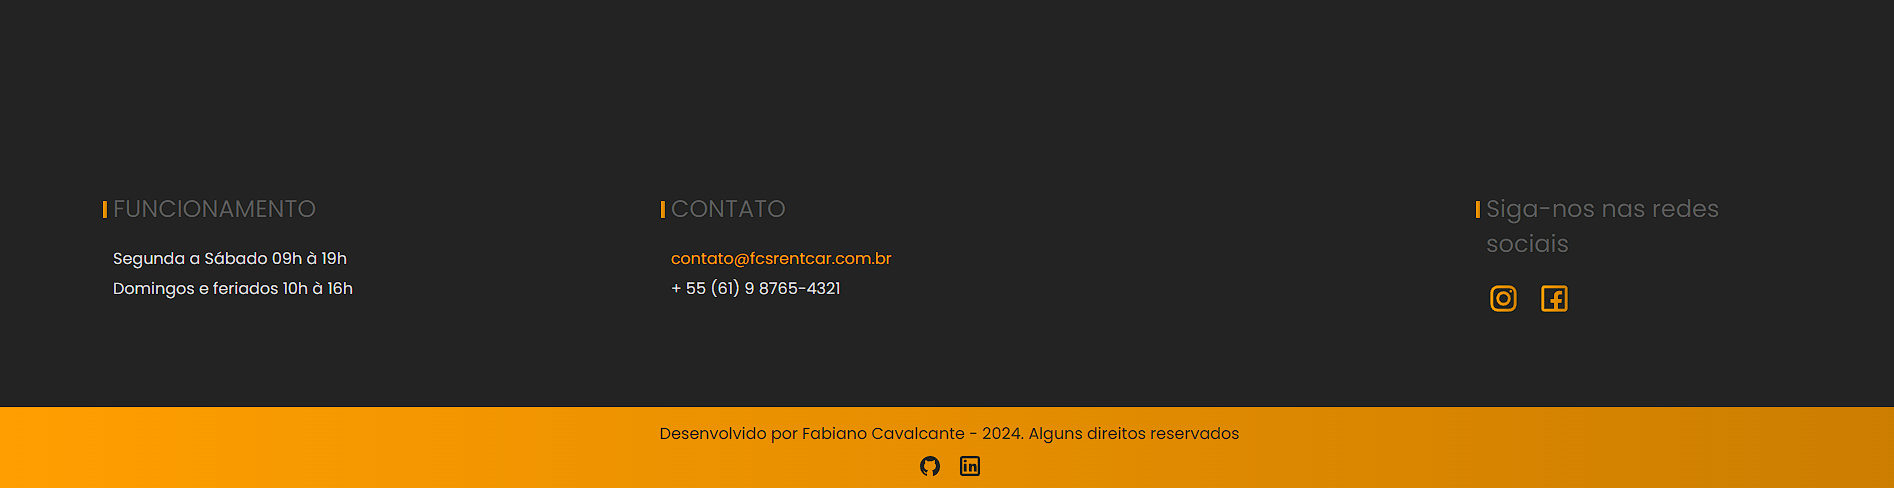 FUNCIONAMENTO
Segunda a Sábado 09h à 19h
Domingos e feriados 10h à 16h
CONTATO
contato@fcsrentcar.com.br
+ 55 (61) 9 8765-4321
Siga-nos nas redes
sociais
Desenvolvido por Fabiano Cavalcante - 2024. Alguns direitos reservados